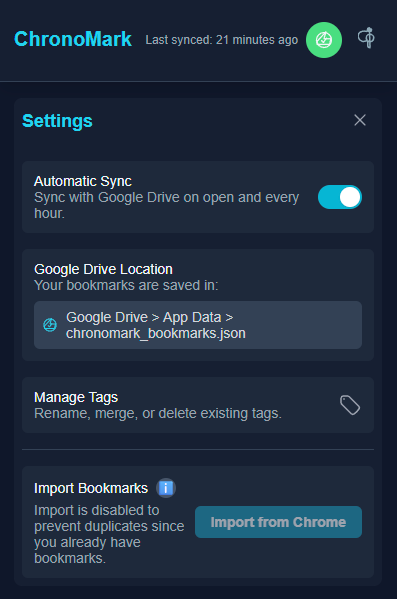 ChronoMark
Last synced: 21 minutes ago
Settings
Automatic Sync
Sync with Google Drive on open and every
hour.
Google Drive Location
Your bookmarks are saved in:
Google Drive > App Data >
chronomark_bookmarks.json
Manage Tags
Rename, merge, or delete existing tags.
Import Bookmarks ℹ️
Import is disabled to
prevent duplicates since
you already have
bookmarks.
Import from Chrome